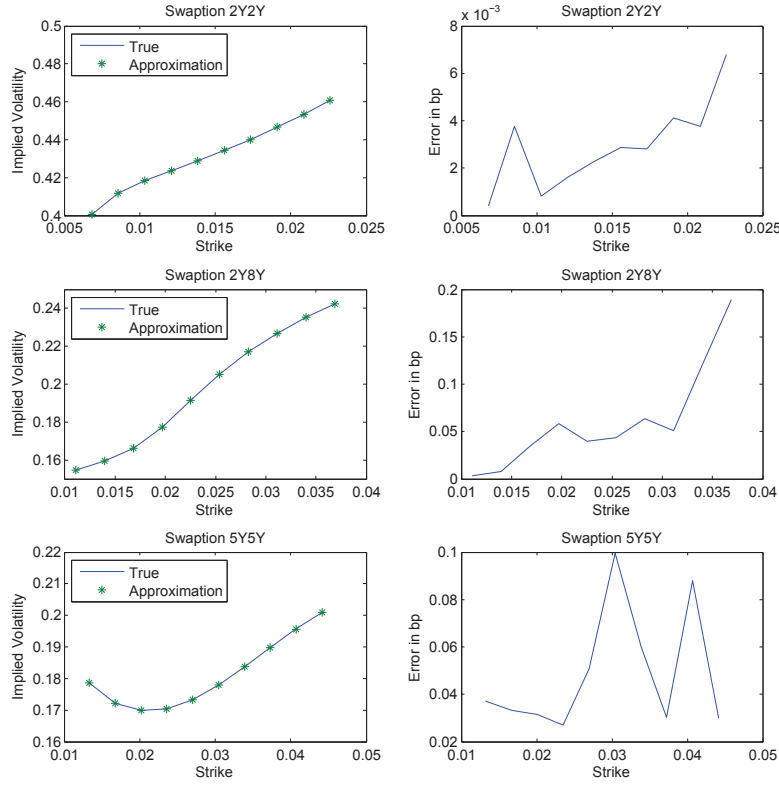 Swaption 2Y2Y
0.5
0.48
0.46
0.44
0.42
0.4
Implied Volatility
True
Approximation
0.005 0.01 0.015 0.02 0.025
Strike
Swaption 2Y2Y
x 10⁻³
8
6
4
2
0
Error in bp
0.005 0.01 0.015 0.02 0.025
Strike
Swaption 2Y8Y
0.24
0.22
0.2
0.18
0.16
Implied Volatility
True
Approximation
0.01 0.015 0.02 0.025 0.03 0.035 0.04
Strike
Swaption 2Y8Y
0.2
0.15
0.1
0.05
0
Error in bp
0.01 0.015 0.02 0.025 0.03 0.035 0.04
Strike
Swaption 5Y5Y
0.22
0.21
0.2
0.19
0.18
0.17
0.16
Implied Volatility
True
Approximation
0.01 0.02 0.03 0.04 0.05
Strike
Swaption 5Y5Y
0.1
0.08
0.06
0.04
0.02
Error in bp
0.01 0.02 0.03 0.04 0.05
Strike